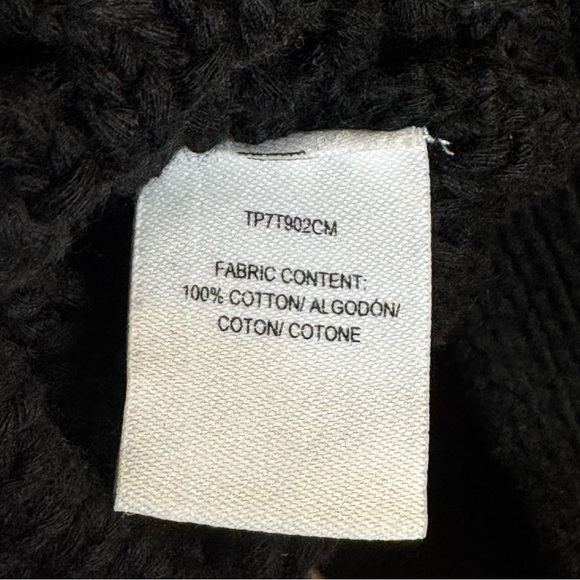 TP7T902CM
FABRIC CONTENT:
100% COTTON/ ALGODÓN/
COTON/ COTONE